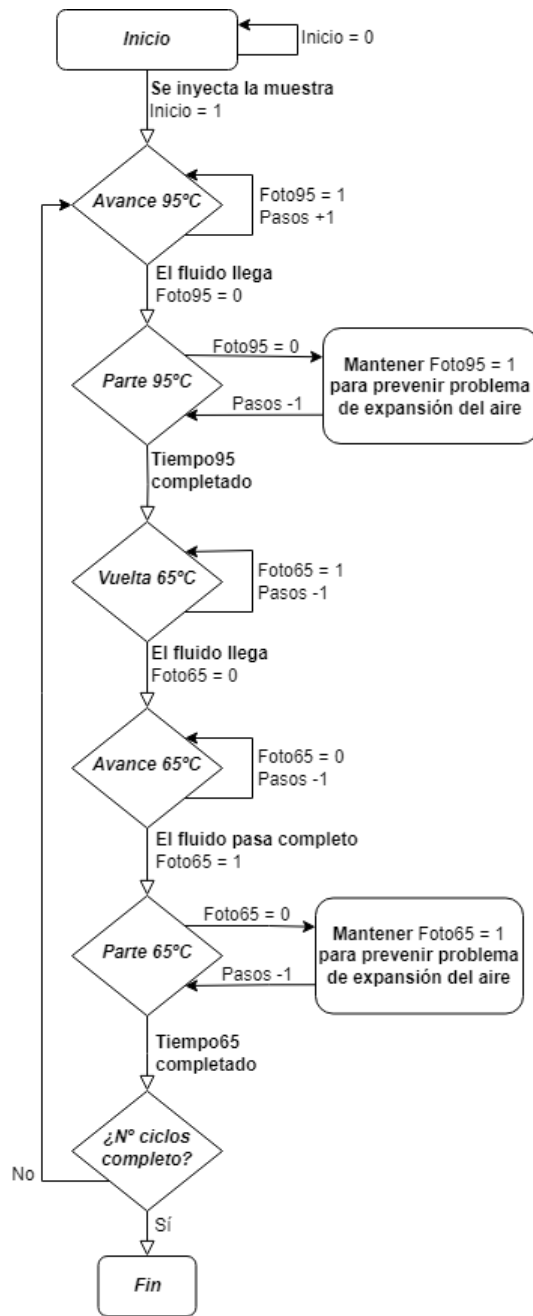 Inicio
Inicio = 0
Se inyecta la muestra
Inicio = 1
Avance 95ºC
Foto95 = 1
Pasos +1
El fluido llega
Foto95 = 0
Parte 95ºC
Foto95 = 0
Pasos -1
Mantener Foto95 = 1
para prevenir problema
de expansión del aire
Tiempo95
completado
Vuelta 65ºC
Foto65 = 1
Pasos -1
El fluido llega
Foto65 = 0
Avance 65ºC
Foto65 = 0
Pasos -1
El fluido pasa completo
Foto65 = 1
Parte 65ºC
Foto65 = 0
Pasos -1
Mantener Foto65 = 1
para prevenir problema
de expansión del aire
Tiempo65
completado
¿Nº ciclos
completo?
No
Sí
Fin